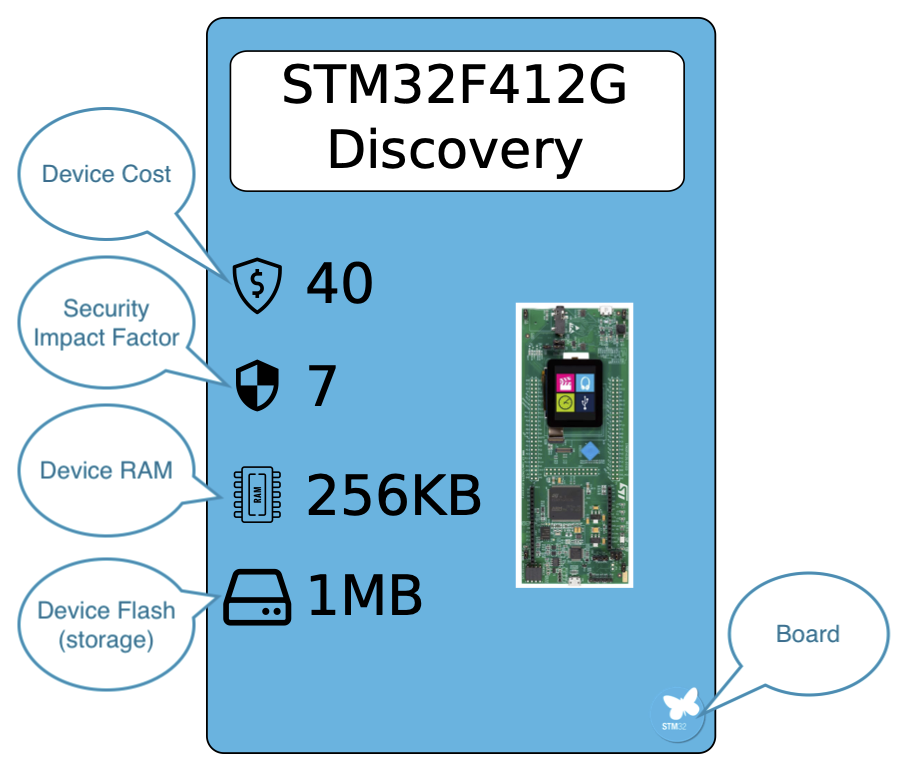 STM32F412G
Discovery
Device Cost
$ 40
Security
Impact Factor
7
Device RAM
RAM
256KB
Device Flash
(storage)
1MB
Board
STM32